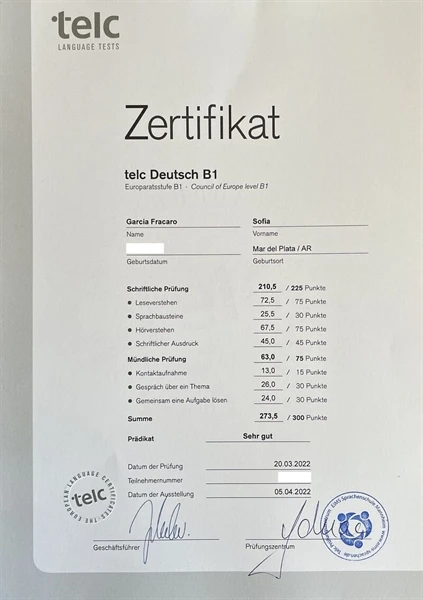 telc
LANGUAGE TESTS
Zertifikat
telc Deutsch B1
Europaratsstufe B1 · Council of Europe level B1
Garcia Fracaro Sofia
Name Vorname
Mar del Plata / AR
Geburtsdatum Geburtsort
Schriftliche Prüfung 210,5 / 225 Punkte
● Leseverstehen 72,5 / 75 Punkte
● Sprachbausteine 25,5 / 30 Punkte
● Hörverstehen 67,5 / 75 Punkte
● Schriftlicher Ausdruck 45,0 / 45 Punkte
Mündliche Prüfung 63,0 / 75 Punkte
● Kontaktaufnahme 13,0 / 15 Punkte
● Gespräch über ein Thema 26,0 / 30 Punkte
● Gemeinsam eine Aufgabe lösen 24,0 / 30 Punkte
Summe 273,5 / 300 Punkte
Prädikat Sehr gut
Datum der Prüfung 20.03.2022
Teilnehmernummer
Datum der Ausstellung 05.04.2022
THE EUROPEAN LANGUAGE CERTIFICATES
telc
Geschäftsführer Prüfungszentrum
Sprachenschule Mannheim